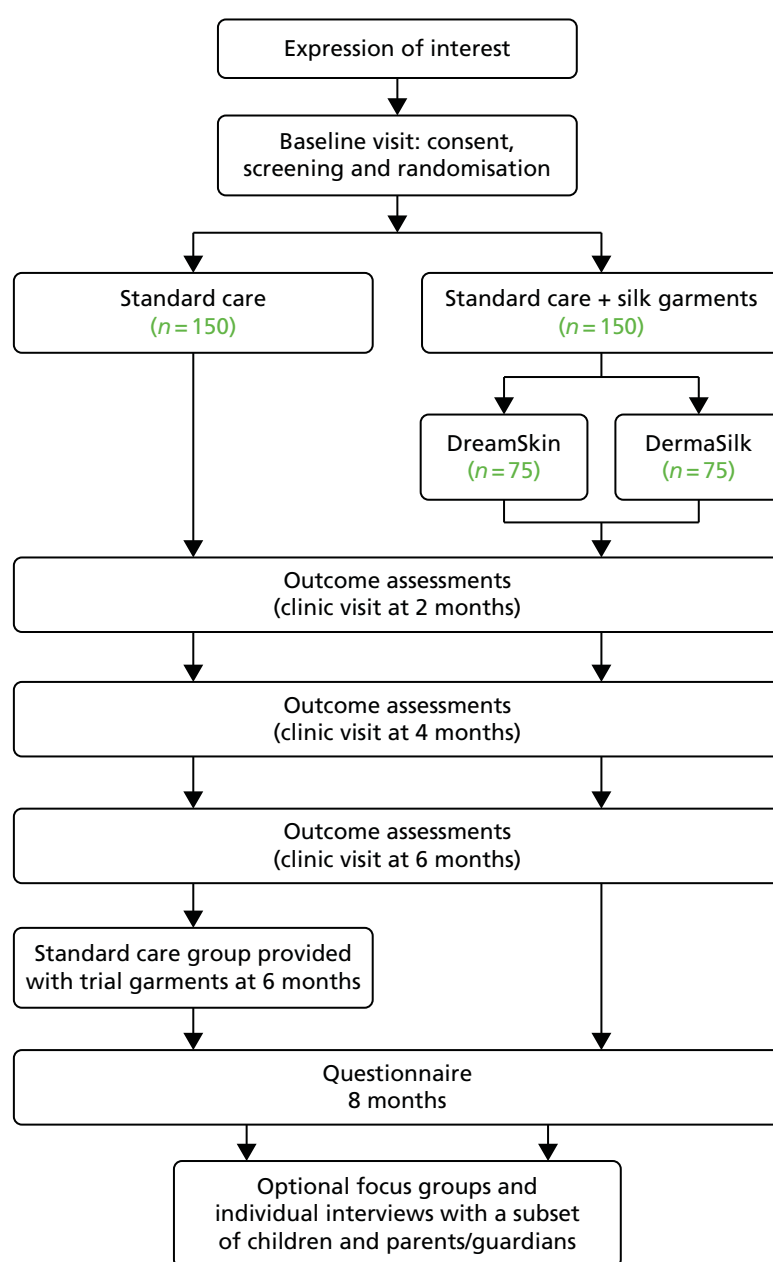 Expression of interest
Baseline visit: consent,
screening and randomisation
Standard care
(n=150)
Standard care + silk garments
(n=150)
DreamSkin
(n=75)
DermaSilk
(n=75)
Outcome assessments
(clinic visit at 2 months)
Outcome assessments
(clinic visit at 4 months)
Outcome assessments
(clinic visit at 6 months)
Standard care group provided
with trial garments at 6 months
Questionnaire
8 months
Optional focus groups and
individual interviews with a subset
of children and parents/guardians